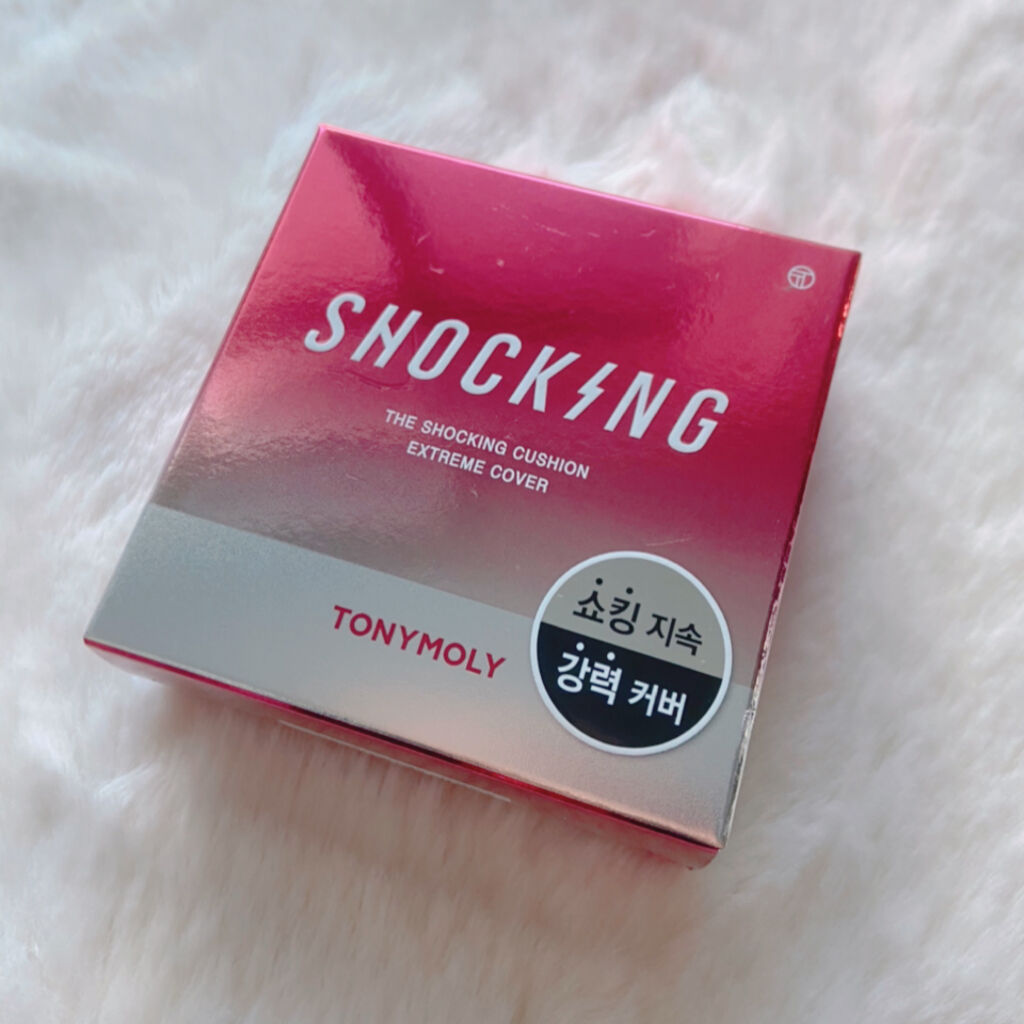 SHOCKING
THE SHOCKING CUSHION
EXTREME COVER
TONYMOLY
쇼킹 지속
강력 커버